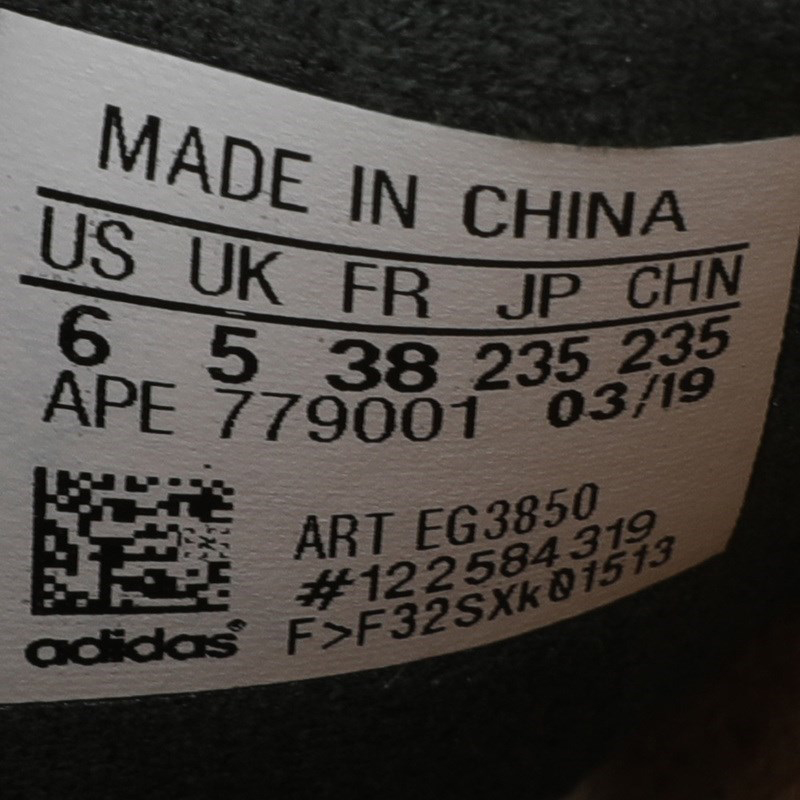 MADE IN CHINA
US UK FR JP CHN
6 5 38 235 235
APE 779001 03/19
ART EG3850
#122584319
F>F32SXk01513
adidas®